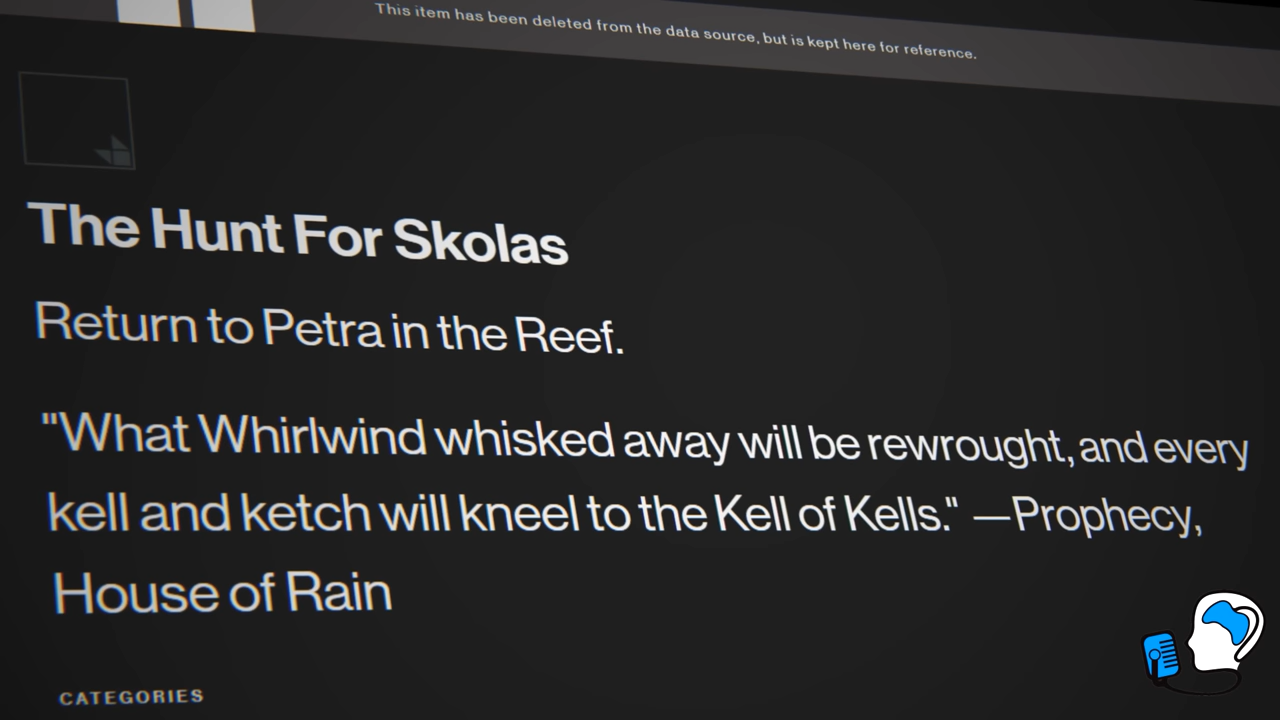 This item has been deleted from the data source, but is kept here for reference.
The Hunt For Skolas
Return to Petra in the Reef.
"What Whirlwind whisked away will be rewrought, and every
kell and ketch will kneel to the Kell of Kells." —Prophecy,
House of Rain
CATEGORIES